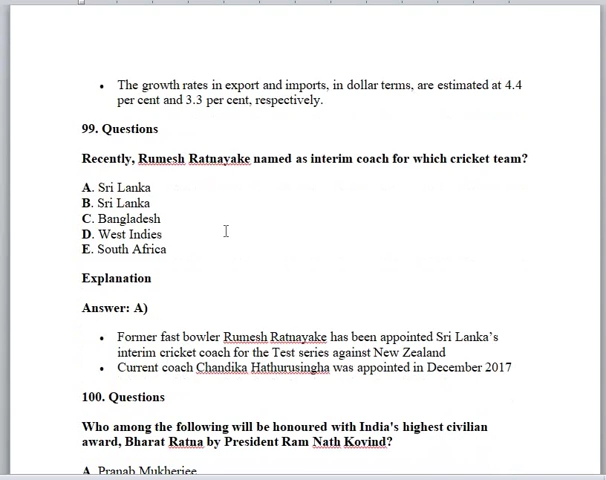 • The growth rates in export and imports, in dollar terms, are estimated at 4.4
per cent and 3.3 per cent, respectively.
99. Questions
Recently, Rumesh Ratnayake named as interim coach for which cricket team?
A. Sri Lanka
B. Sri Lanka
C. Bangladesh
D. West Indies
E. South Africa
Explanation
Answer: A)
• Former fast bowler Rumesh Ratnayake has been appointed Sri Lanka’s
interim cricket coach for the Test series against New Zealand
• Current coach Chandika Hathurusingha was appointed in December 2017
100. Questions
Who among the following will be honoured with India's highest civilian
award, Bharat Ratna by President Ram Nath Kovind?
A. Pranab Mukherjee